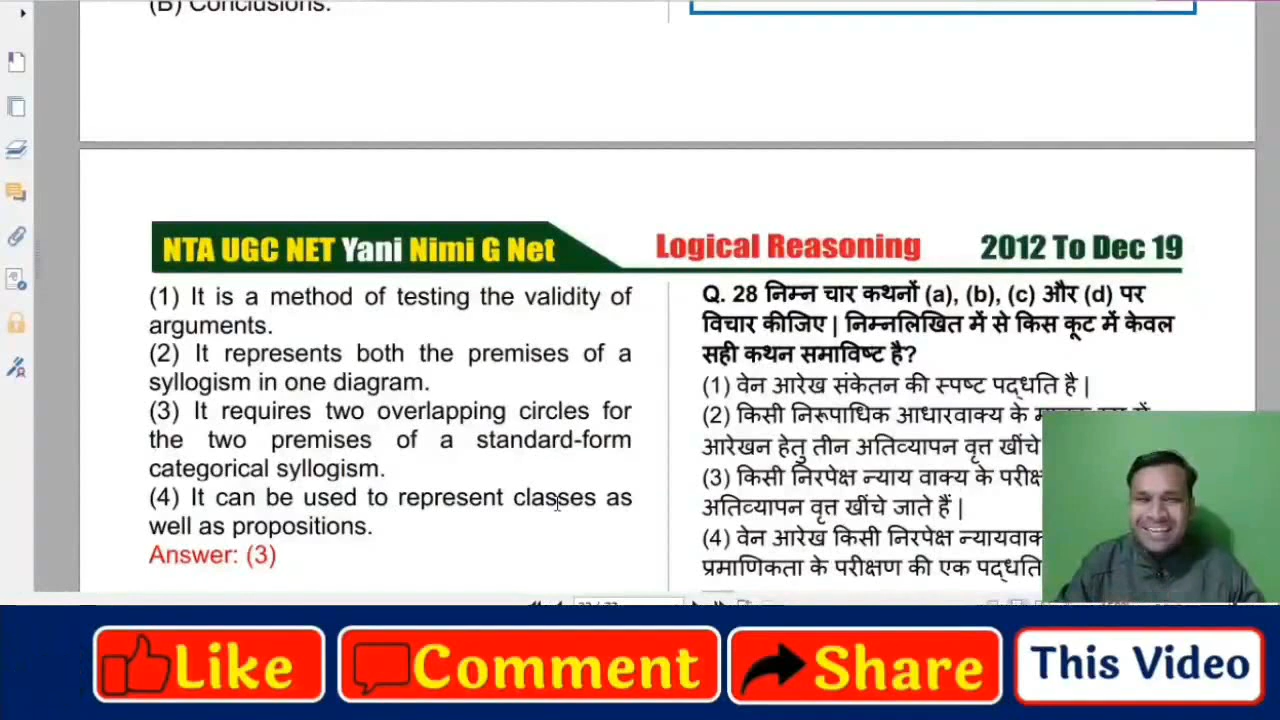 (B) Conclusions.
NTA UGC NET Yani Nimi G Net
Logical Reasoning
2012 To Dec 19
(1) It is a method of testing the validity of
arguments.
(2) It represents both the premises of a
syllogism in one diagram.
(3) It requires two overlapping circles for
the two premises of a standard-form
categorical syllogism.
(4) It can be used to represent classes as
well as propositions.
Answer: (3)
Q. 28 निम्न चार कथनों (a), (b), (c) और (d) पर
विचार कीजिए | निम्नलिखित में से किस कूट में केवल
सही कथन समाविष्ट है?
(1) वेन आरेख संकेतन की स्पष्ट पद्धति है |
(2) किसी निरूपाधिक आधारवाक्य के
आरेखन हेतु तीन अतिव्यापन वृत्त खींचे
(3) किसी निरपेक्ष न्याय वाक्य के
अतिव्यापन वृत्त खींचे जाते हैं |
(4) वेन आरेख किसी निरपेक्ष
प्रमाणिकता के परीक्षण की एक पद्धति
Like
Comment
Share
This Video